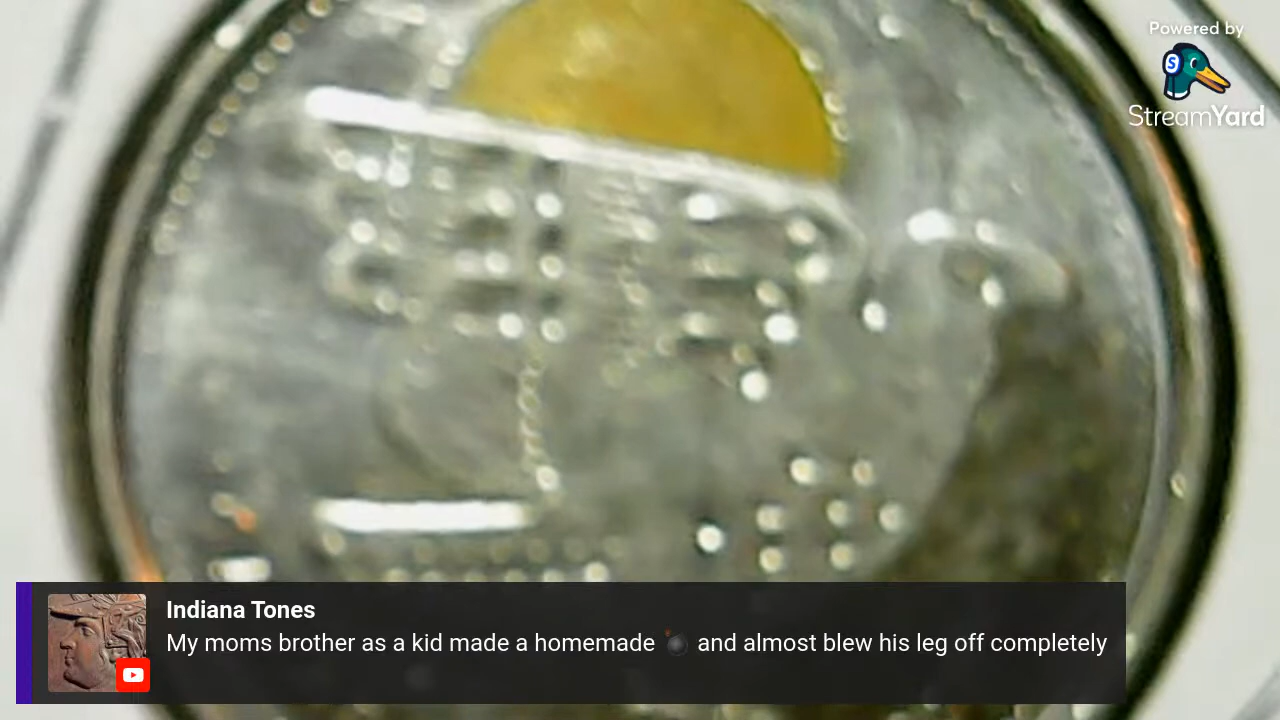 Powered by
StreamYard
Indiana Tones
My moms brother as a kid made a homemade 💣 and almost blew his leg off completely